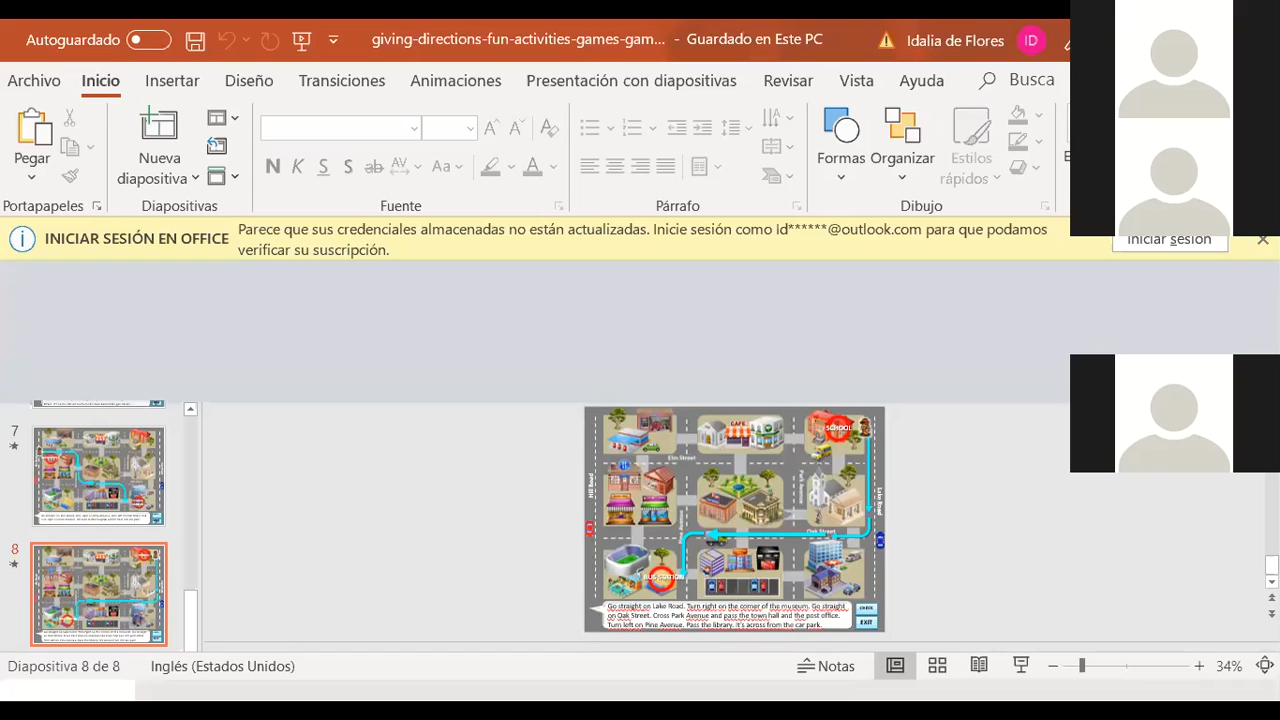 Autoguardado
giving-directions-fun-activities-games-gam... - Guardado en Este PC
Idalia de Flores
ID
Archivo Inicio Insertar Diseño Transiciones Animaciones Presentación con diapositivas Revisar Vista Ayuda Busca
Pegar
Nueva
diapositiva
Formas
Organizar
Estilos
rápidos
N K S S ab AV Aa A
Portapapeles
Diapositivas
Fuente
Párrafo
Dibujo
INICIAR SESIÓN EN OFFICE
Parece que sus credenciales almacenadas no están actualizadas. Inicie sesión como id******@outlook.com para que podamos
verificar su suscripción.
Iniciar sesión
7
8
CAFE
SCHOOL
Elm Street
Hill Road
Lake Road
Oak Street
BUS STATION
Go straight on Lake Road. Turn right on the corner of the museum. Go straight
on Oak Street. Cross Park Avenue and pass the town hall and the post office.
Turn left on Pine Avenue. Pass the library. It's across from the car park.
CHECK
EXIT
Diapositiva 8 de 8
Inglés (Estados Unidos)
Notas
34%